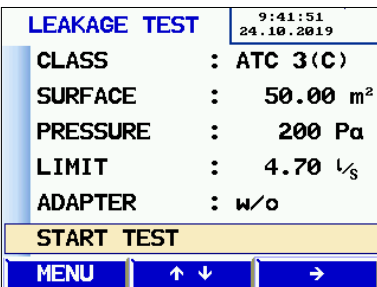 LEAKAGE TEST 9:41:51
24.10.2019
CLASS : ATC 3(C)
SURFACE : 50.00 m²
PRESSURE : 200 Pa
LIMIT : 4.70 l/s
ADAPTER : w/o
START TEST
MENU ↑ ↓ →